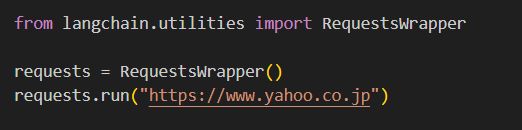 from langchain.utilities import RequestsWrapper
requests = RequestsWrapper()
requests.run("https://www.yahoo.co.jp")